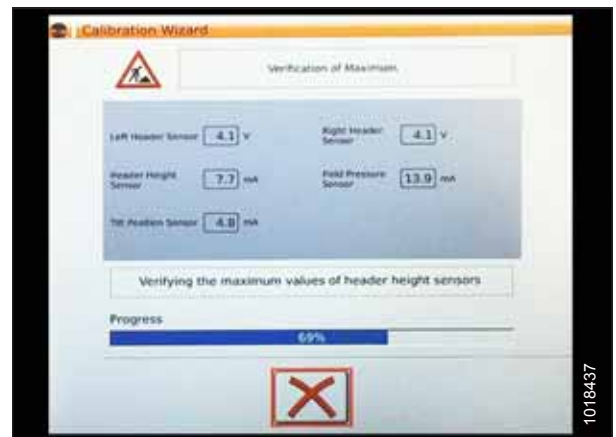 Calibration Wizard
Verification of Maximum
Left Header Sensor 4.1 V
Right Header Sensor 4.1 V
Header Height Sensor 7.7 mA
Field Pressure Sensor 13.9 mA
Tilt Position Sensor 4.8 mA
Verifying the maximum values of header height sensors
Progress
69%
1018437